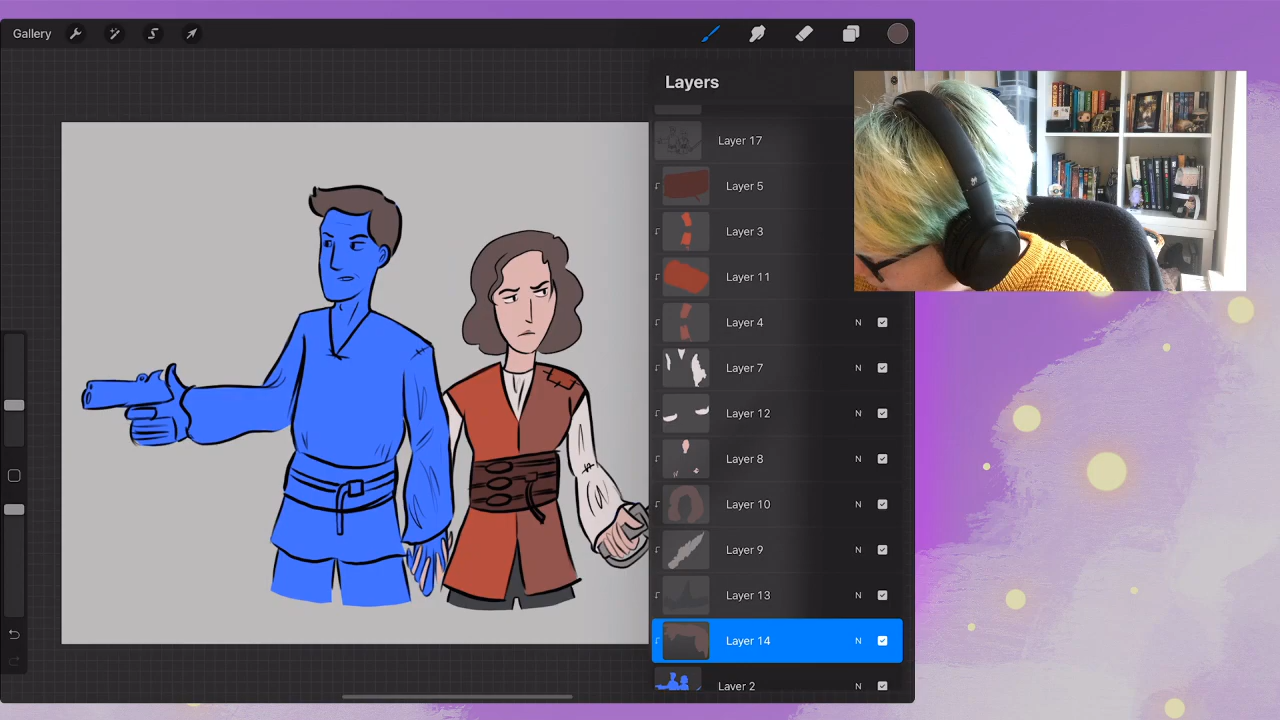 Gallery
Layers
Layer 17
Layer 5
Layer 3
Layer 11
Layer 4 N
Layer 7 N
Layer 12 N
Layer 8 N
Layer 10 N
Layer 9 N
Layer 13 N
Layer 14 N
Layer 2 N